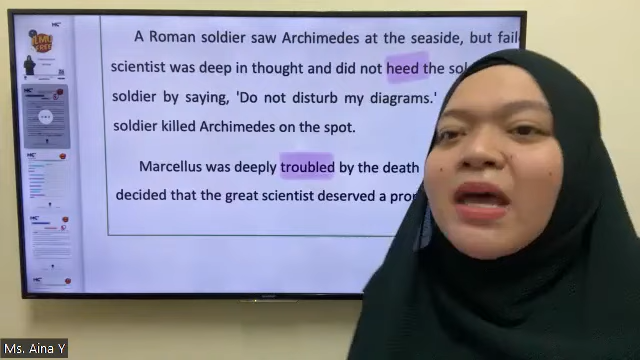 A Roman soldier saw Archimedes at the seaside, but fail
scientist was deep in thought and did not heed the sol
soldier by saying, 'Do not disturb my diagrams.'
soldier killed Archimedes on the spot.
Marcellus was deeply troubled by the death
decided that the great scientist deserved a pro
Ms. Aina Y